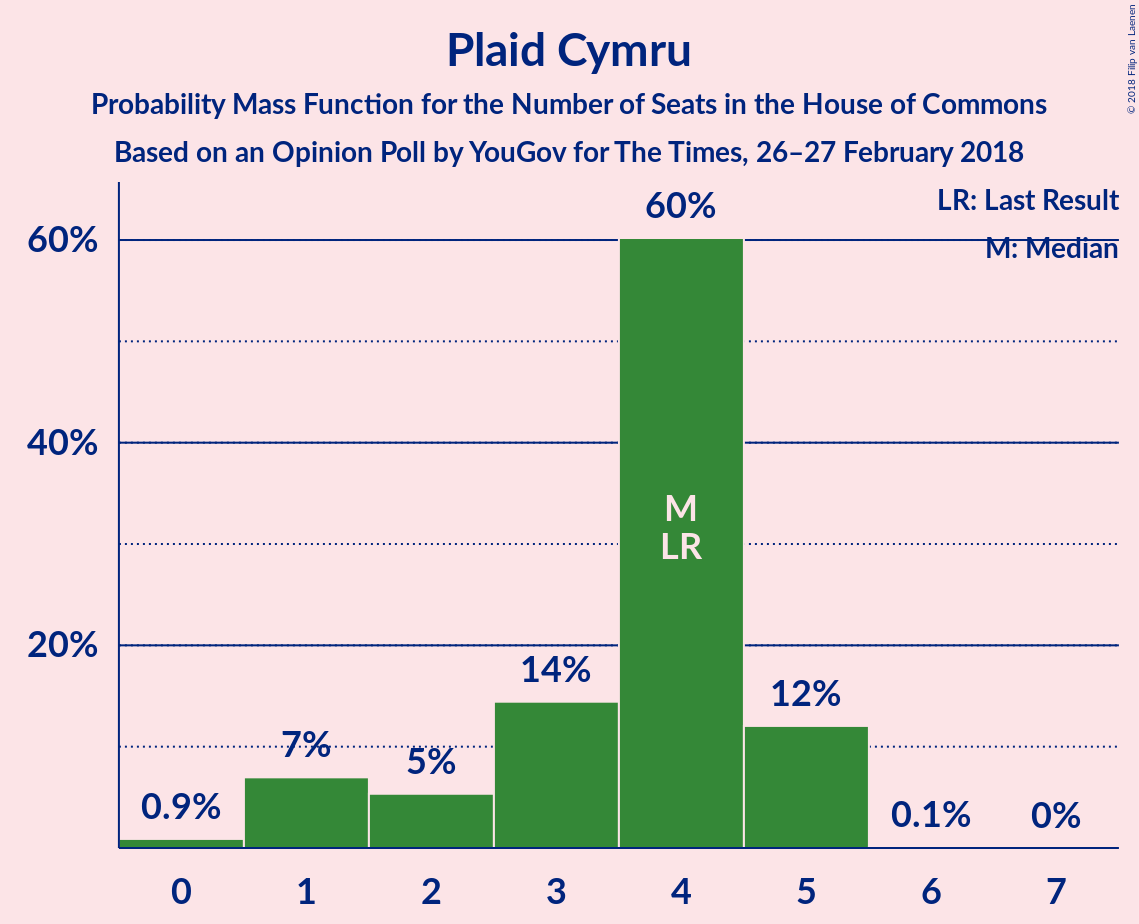 Plaid Cymru
Probability Mass Function for the Number of Seats in the House of Commons
Based on an Opinion Poll by YouGov for The Times, 26–27 February 2018
© 2018 Filip van Laenen
LR: Last Result
M: Median
60%
40%
20%
0.9%
7%
5%
14%
60%
12%
0.1%
0%
M
LR
0 1 2 3 4 5 6 7